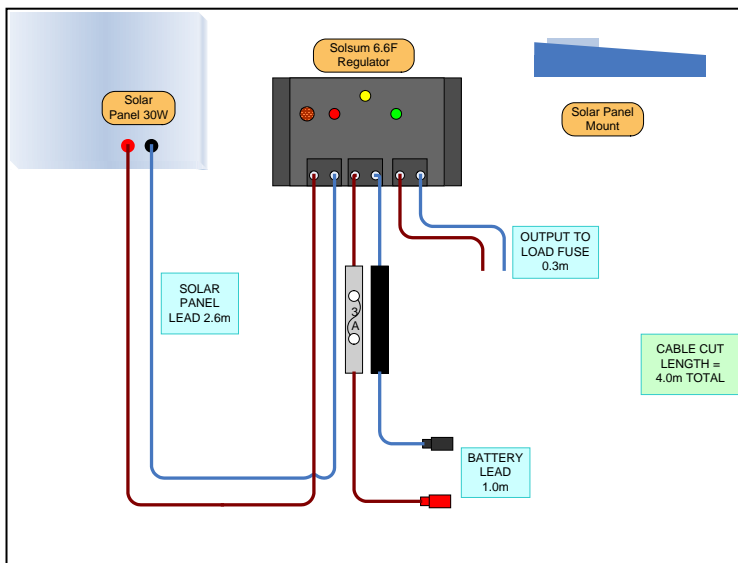 Solsum 6.6F
Regulator
Solar
Panel 30W
Solar Panel
Mount
OUTPUT TO
LOAD FUSE
0.3m
SOLAR
PANEL
LEAD 2.6m
3
A
CABLE CUT
LENGTH =
4.0m TOTAL
BATTERY
LEAD
1.0m